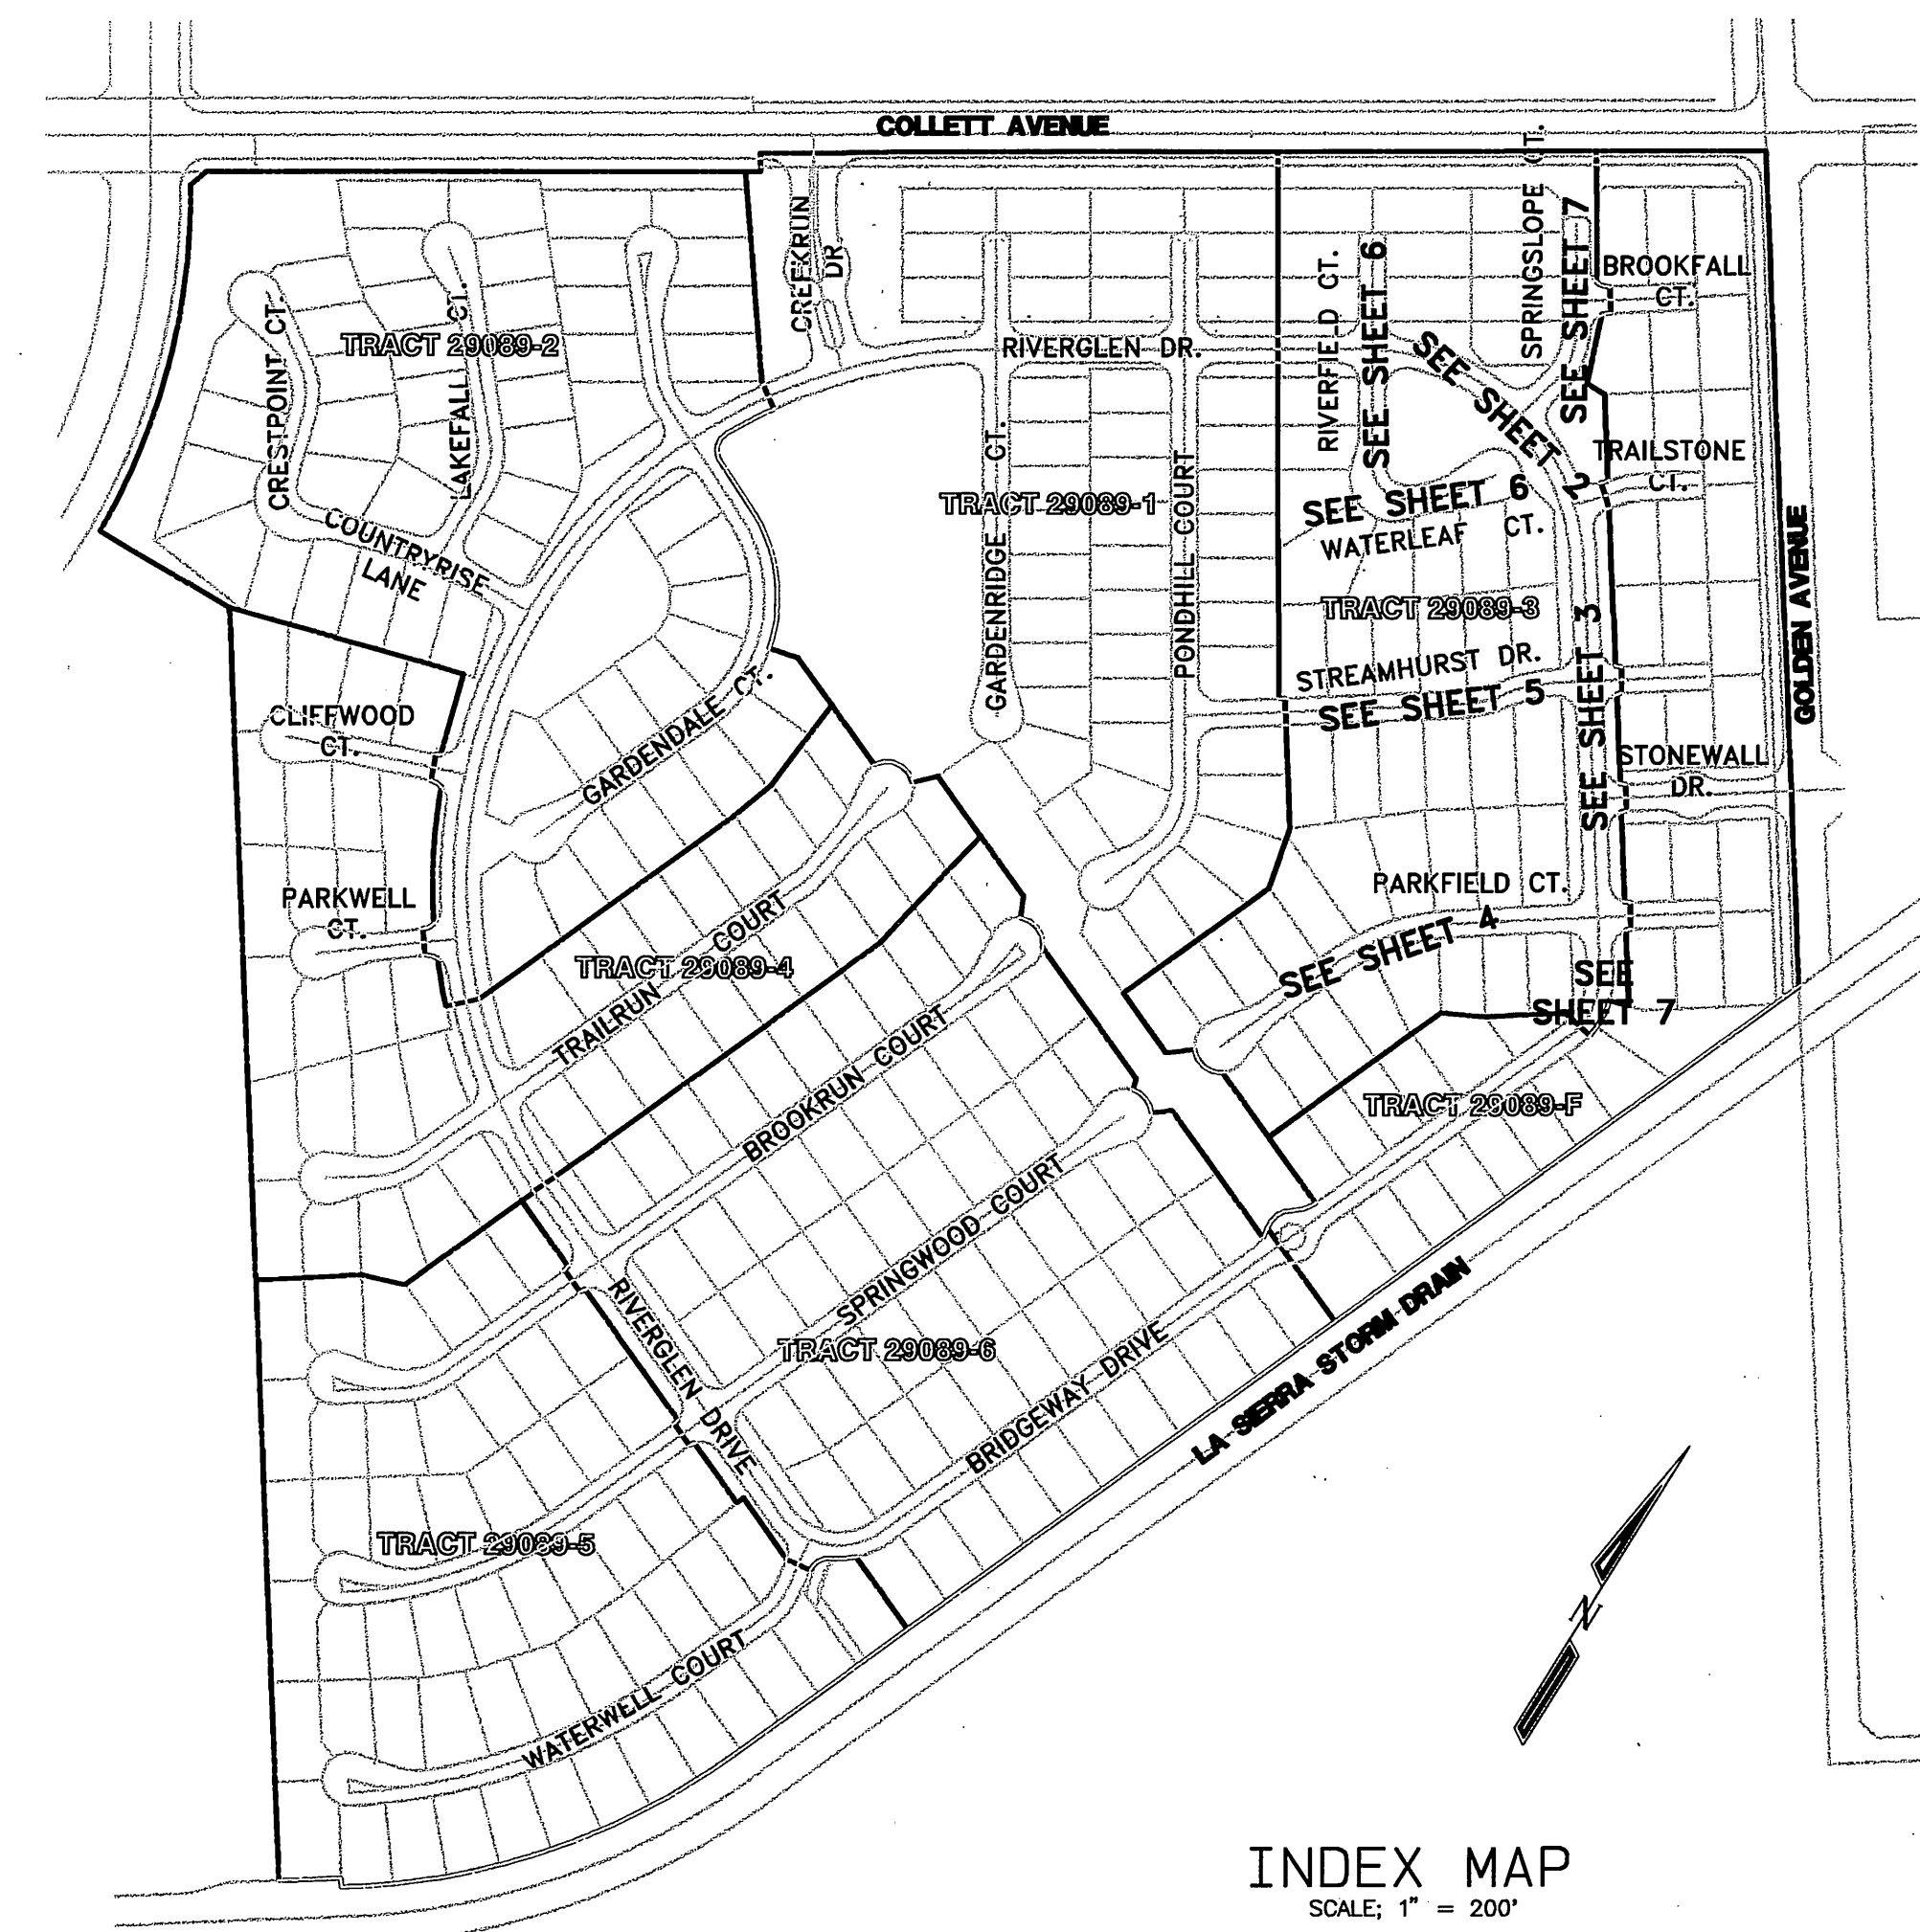 COLLETT AVENUE
CREEKRUN
DR
SPRINGSLOPE CT.
SEE SHEET 7
BROOKFALL
CT.
RIVERFIELD CT.
SEE SHEET 6
CRESTPOINT CT.
LAKEFALL CT.
TRACT 29089-2
RIVERGLEN DR.
SEE SHEET 2
TRAILSTONE
CT.
GARDENRIDGE CT.
TRACT 29089-1
PONDHILL COURT
SEE SHEET 6
WATERLEAF CT.
COUNTRYRISE
LANE
GOLDEN AVENUE
TRACT 29089-3
SEE SHEET 3
STREAMHURST DR.
SEE SHEET 5
CLIFFWOOD
CT.
GARDENDALE CT.
STONEWALL
DR.
PARKWELL
CT.
PARKFIELD CT.
SEE SHEET 4
TRAILRUN COURT
TRACT 29089-4
SEE
SHEET 7
BROOKRUN COURT
TRACT 29089-F
SPRINGWOOD COURT
RIVERGLEN DRIVE
TRACT 29089-6
BRIDGEWAY DRIVE
LA SIERRA STORM DRAIN
TRACT 29089-5
WATERWELL COURT
N
INDEX MAP
SCALE; 1" = 200'